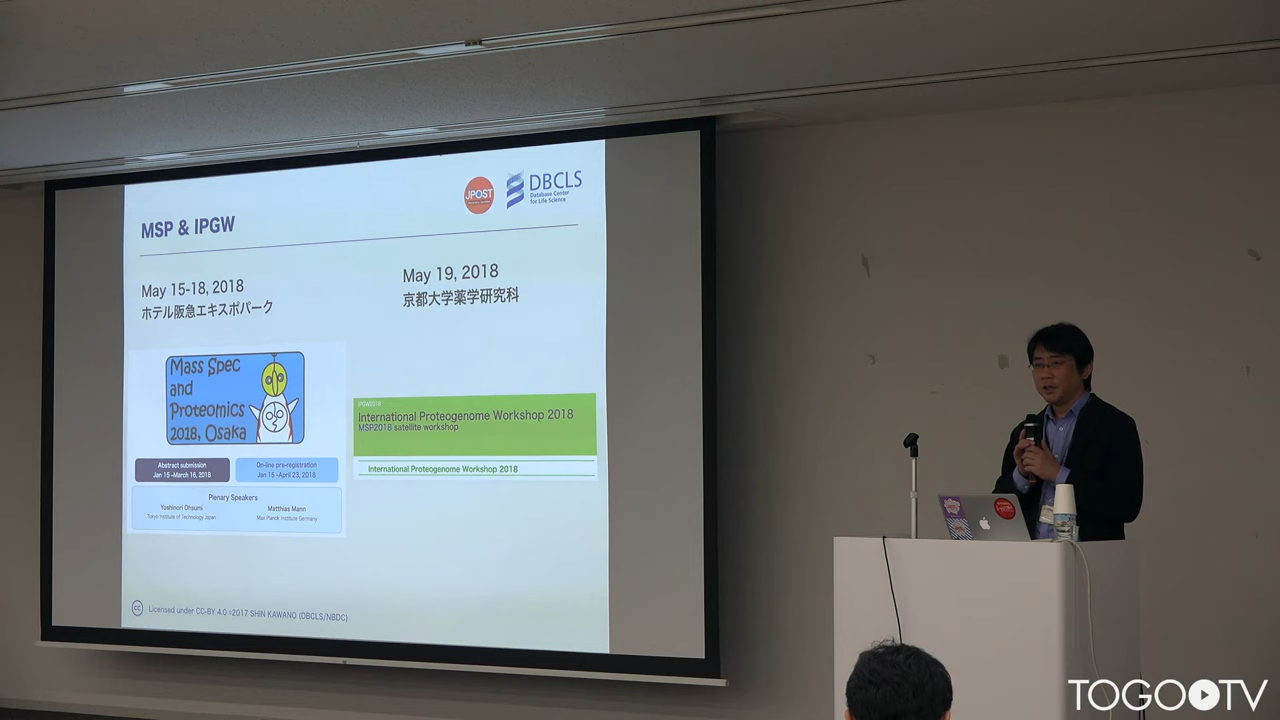 JPOST
DBCLS
Database Center
for Life Science
MSP & IPGW
May 15-18, 2018
ホテル阪急エキスポパーク
May 19, 2018
京都大学薬学研究科
Mass Spec
and
Proteomics
2018, Osaka
Abstract submission
Jan 15 -March 16, 2018
On-line pre-registration
Jan 15 -April 23, 2018
Plenary Speakers
Yoshinori Ohsumi
Tokyo Institute of Technology Japan
Matthias Mann
Max Planck Institute Germany
IPGW2018
International Proteogenome Workshop 2018
MSP2018 satellite workshop
International Proteogenome Workshop 2018
cc
Licensed under CC-BY 4.0 ©2017 SHIN KAWANO (DBCLS/NBDC)
TOGOTV